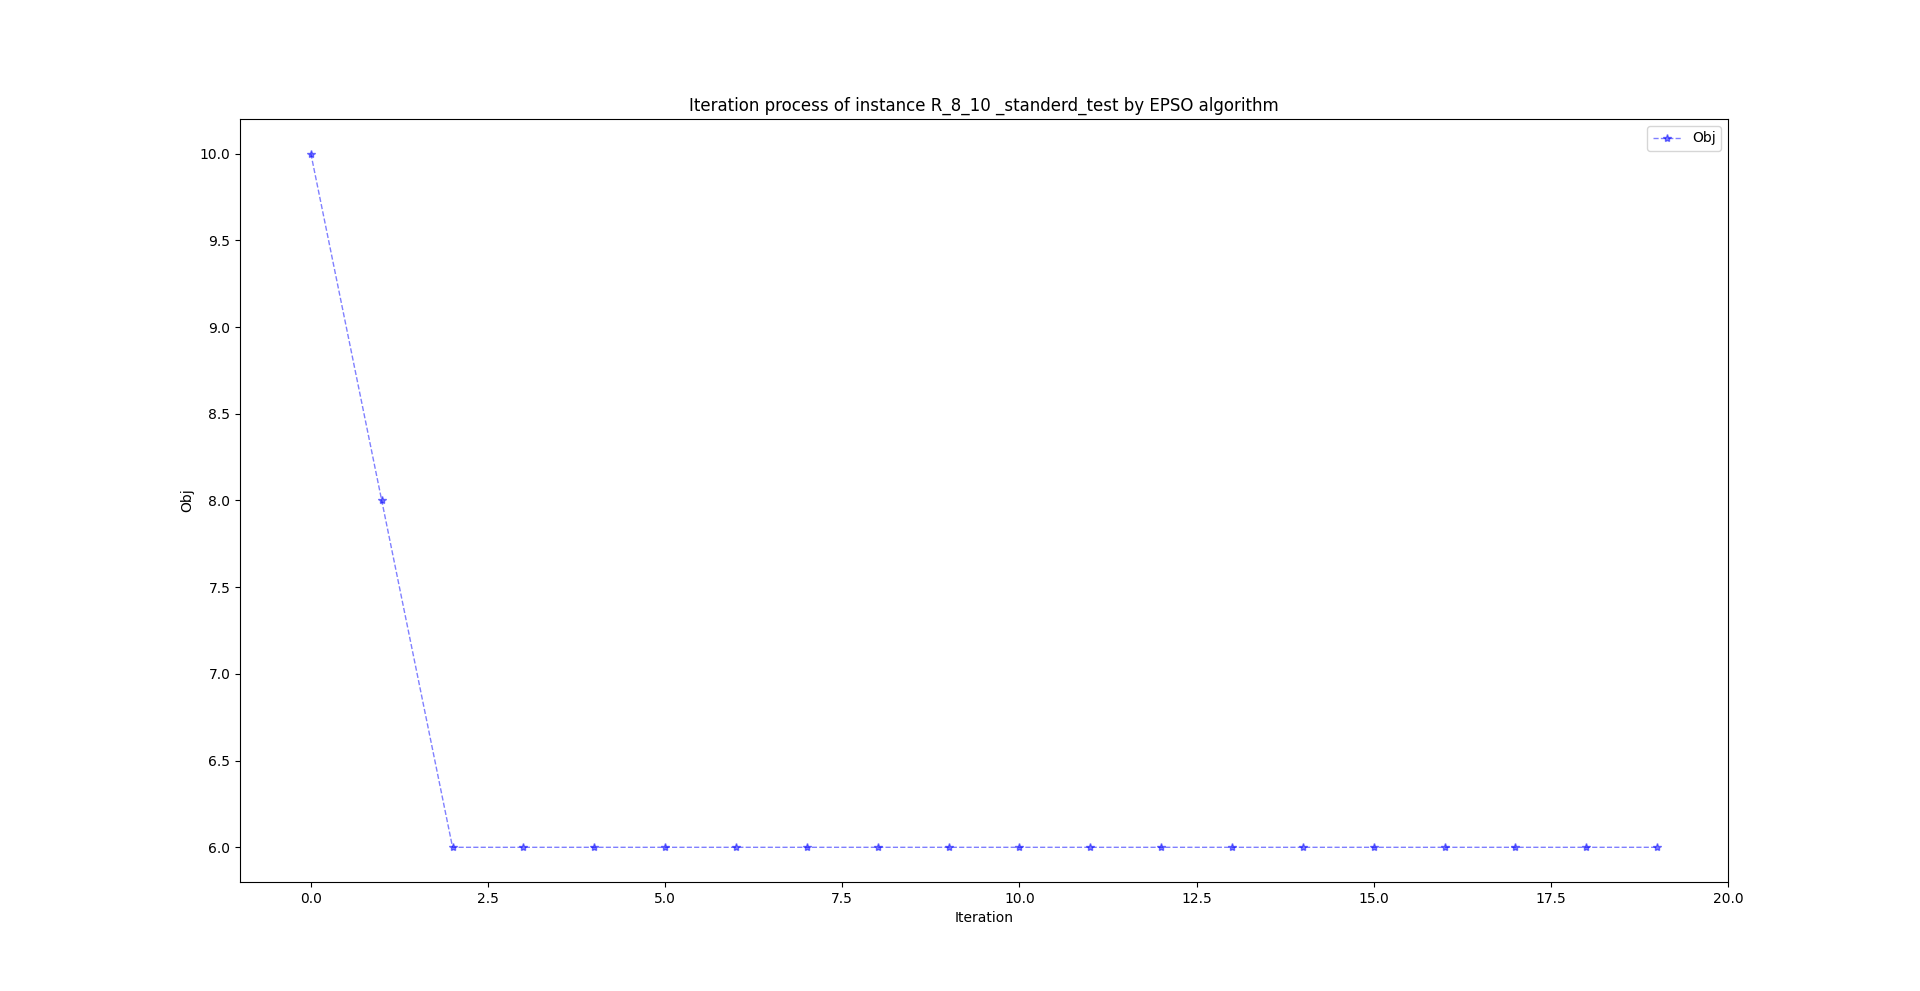 Iteration process of instance R_8_10 _standerd_test by EPSO algorithm
Obj
10.0
9.5
9.0
8.5
8.0
7.5
7.0
6.5
6.0
Obj
0.0 2.5 5.0 7.5 10.0 12.5 15.0 17.5 20.0
Iteration